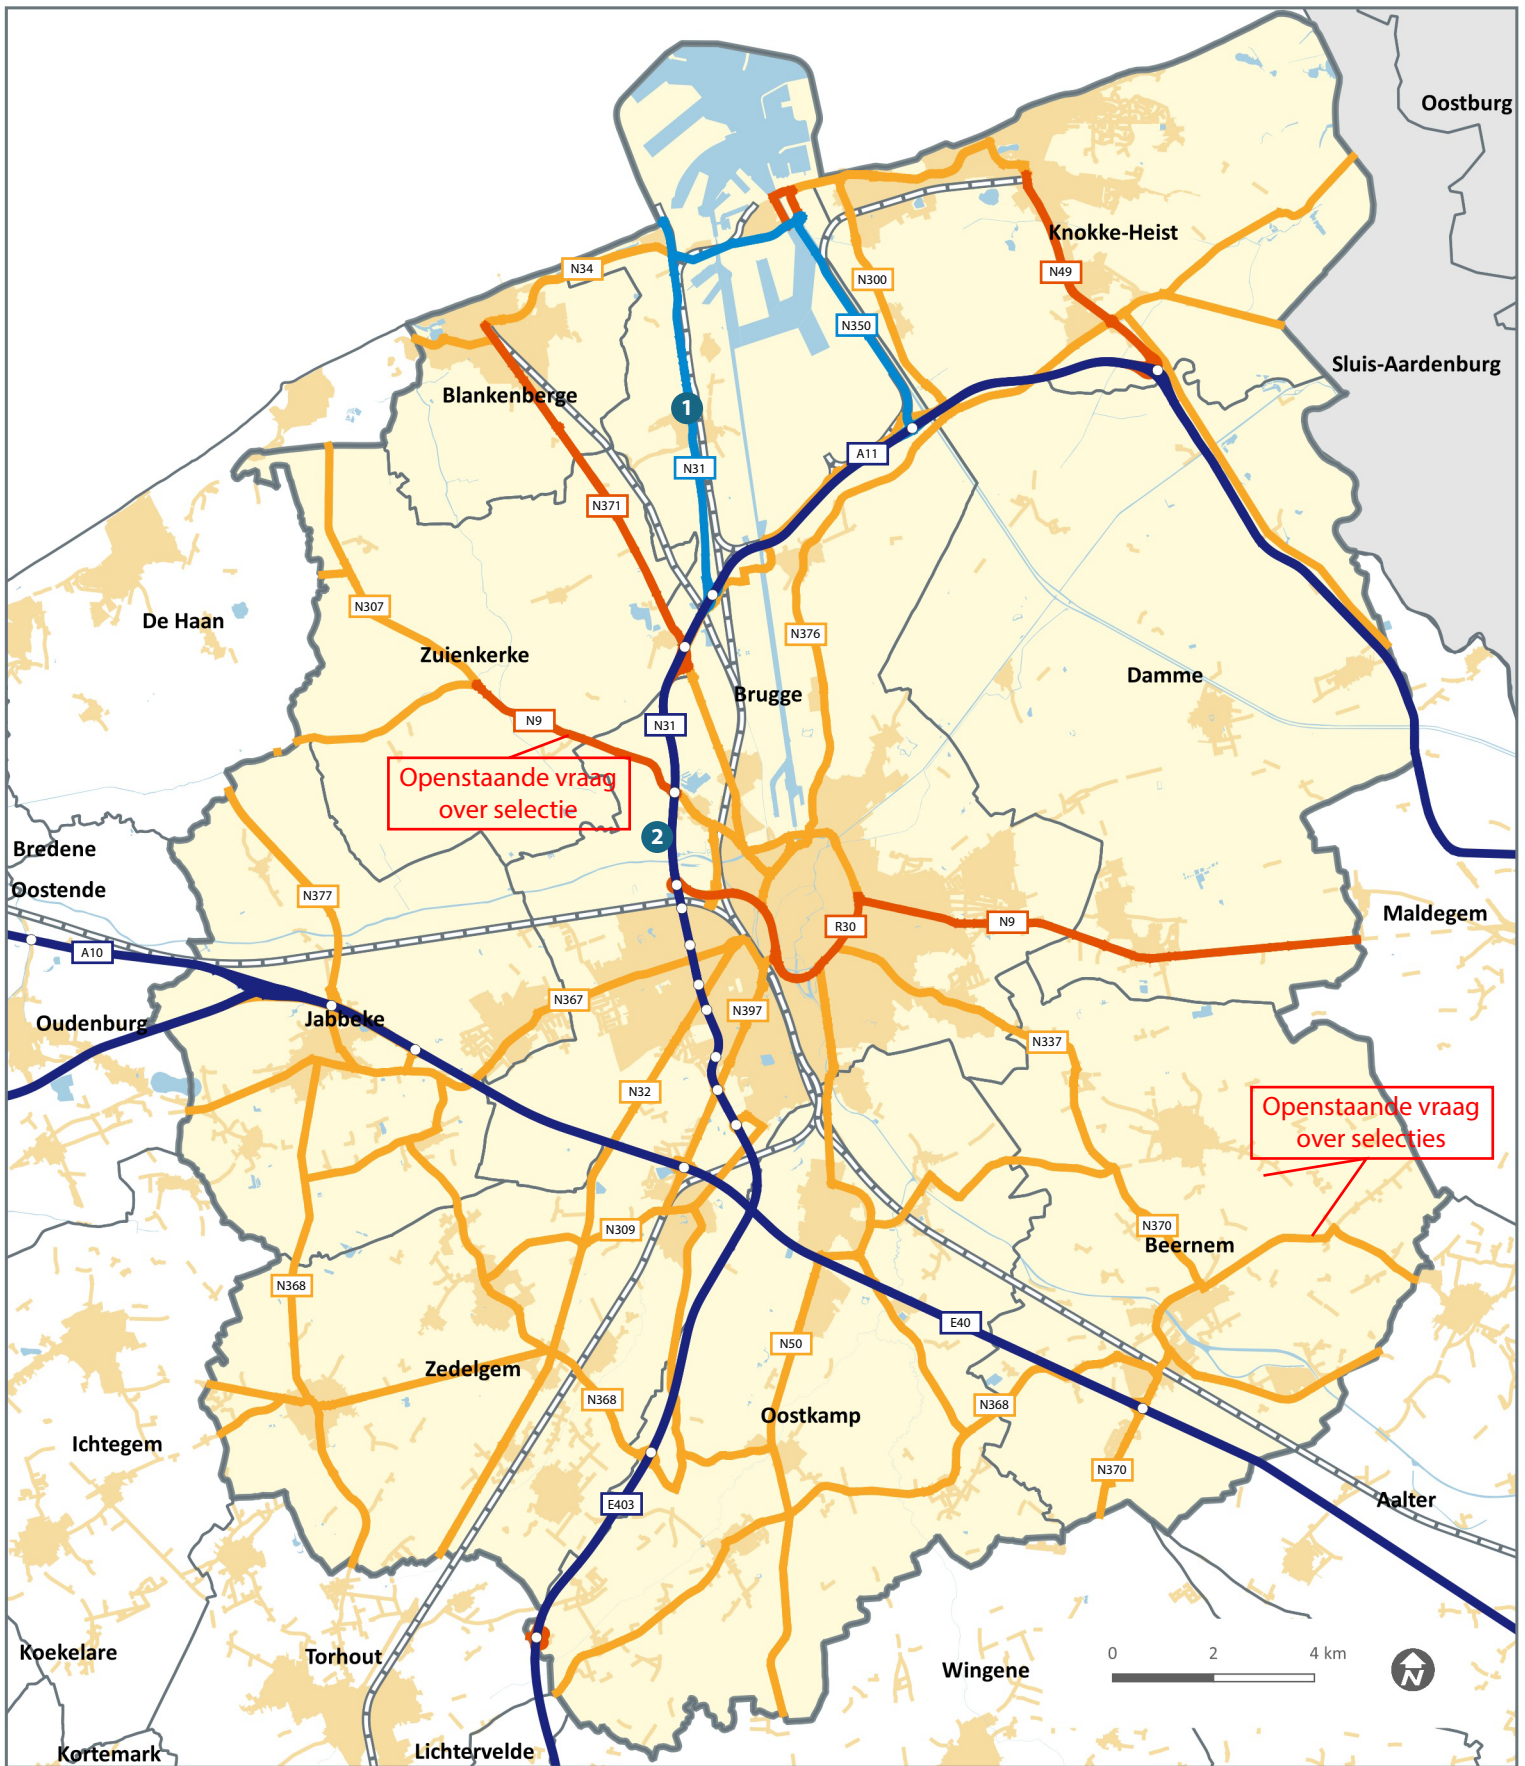 Oostburg
Knokke-Heist
N34
N49
N300
N350
Sluis-Aardenburg
Blankenberge
1
A11
N31
N371
N307
De Haan
N376
Zuienkerke
Damme
Brugge
N9
N31
Openstaande vraag
over selectie
2
Bredene
Oostende
N377
Maldegem
N9
R30
A10
N367
N397
Oudenburg
Jabbeke
N337
N32
Openstaande vraag
over selecties
N309
N370
Beernem
N368
E40
N50
Zedelgem
N368
N368
Oostkamp
Ichtegem
N370
Aalter
E403
Koekelare
Torhout
Wingene
0 2 4 km
N
Kortemark
Lichtervelde